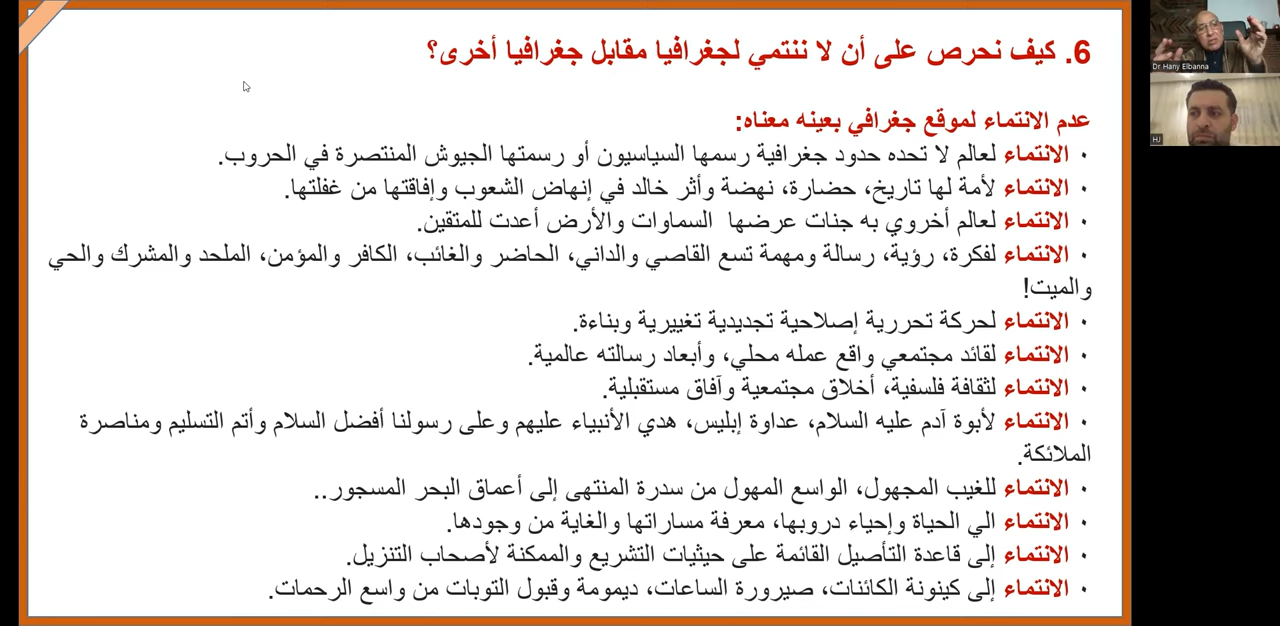 6. كيف نحرص على أن لا ننتمي لجغرافيا مقابل جغرافيا أخرى؟
عدم الانتماء لموقع جغرافي بعينه معناه:
· الانتماء لعالم لا تحده حدود جغرافية رسمها السياسيون أو رسمتها الجيوش المنتصرة في الحروب.
· الانتماء لأمة لها تاريخ، حضارة، نهضة وأثر خالد في إنهاض الشعوب وإفاقتها من غفلتها.
· الانتماء لعالم أخروي به جنات عرضها السماوات والأرض أعدت للمتقين.
· الانتماء لفكرة، رؤية، رسالة ومهمة تسع القاصي والداني، الحاضر والغائب، الكافر والمؤمن، الملحد والمشرك والحي
والميت!
· الانتماء لحركة تحررية إصلاحية تجديدية تغييرية وبناءة.
· الانتماء لقائد مجتمعي واقع عمله محلي، وأبعاد رسالته عالمية.
· الانتماء لثقافة فلسفية، أخلاق مجتمعية وآفاق مستقبلية.
· الانتماء لأبوة آدم عليه السلام، عداوة إبليس، هدي الأنبياء عليهم وعلى رسولنا أفضل السلام وأتم التسليم ومناصرة
الملائكة.
· الانتماء للغيب المجهول، الواسع المهول من سدرة المنتهى إلى أعماق البحر المسجور..
· الانتماء الي الحياة وإحياء دروبها، معرفة مساراتها والغاية من وجودها.
· الانتماء إلى قاعدة التأصيل القائمة على حيثيات التشريع والممكنة لأصحاب التنزيل.
· الانتماء إلى كينونة الكائنات، صيرورة الساعات، ديمومة وقبول التوبات من واسع الرحمات.
Dr Hany Elbanna
HJ